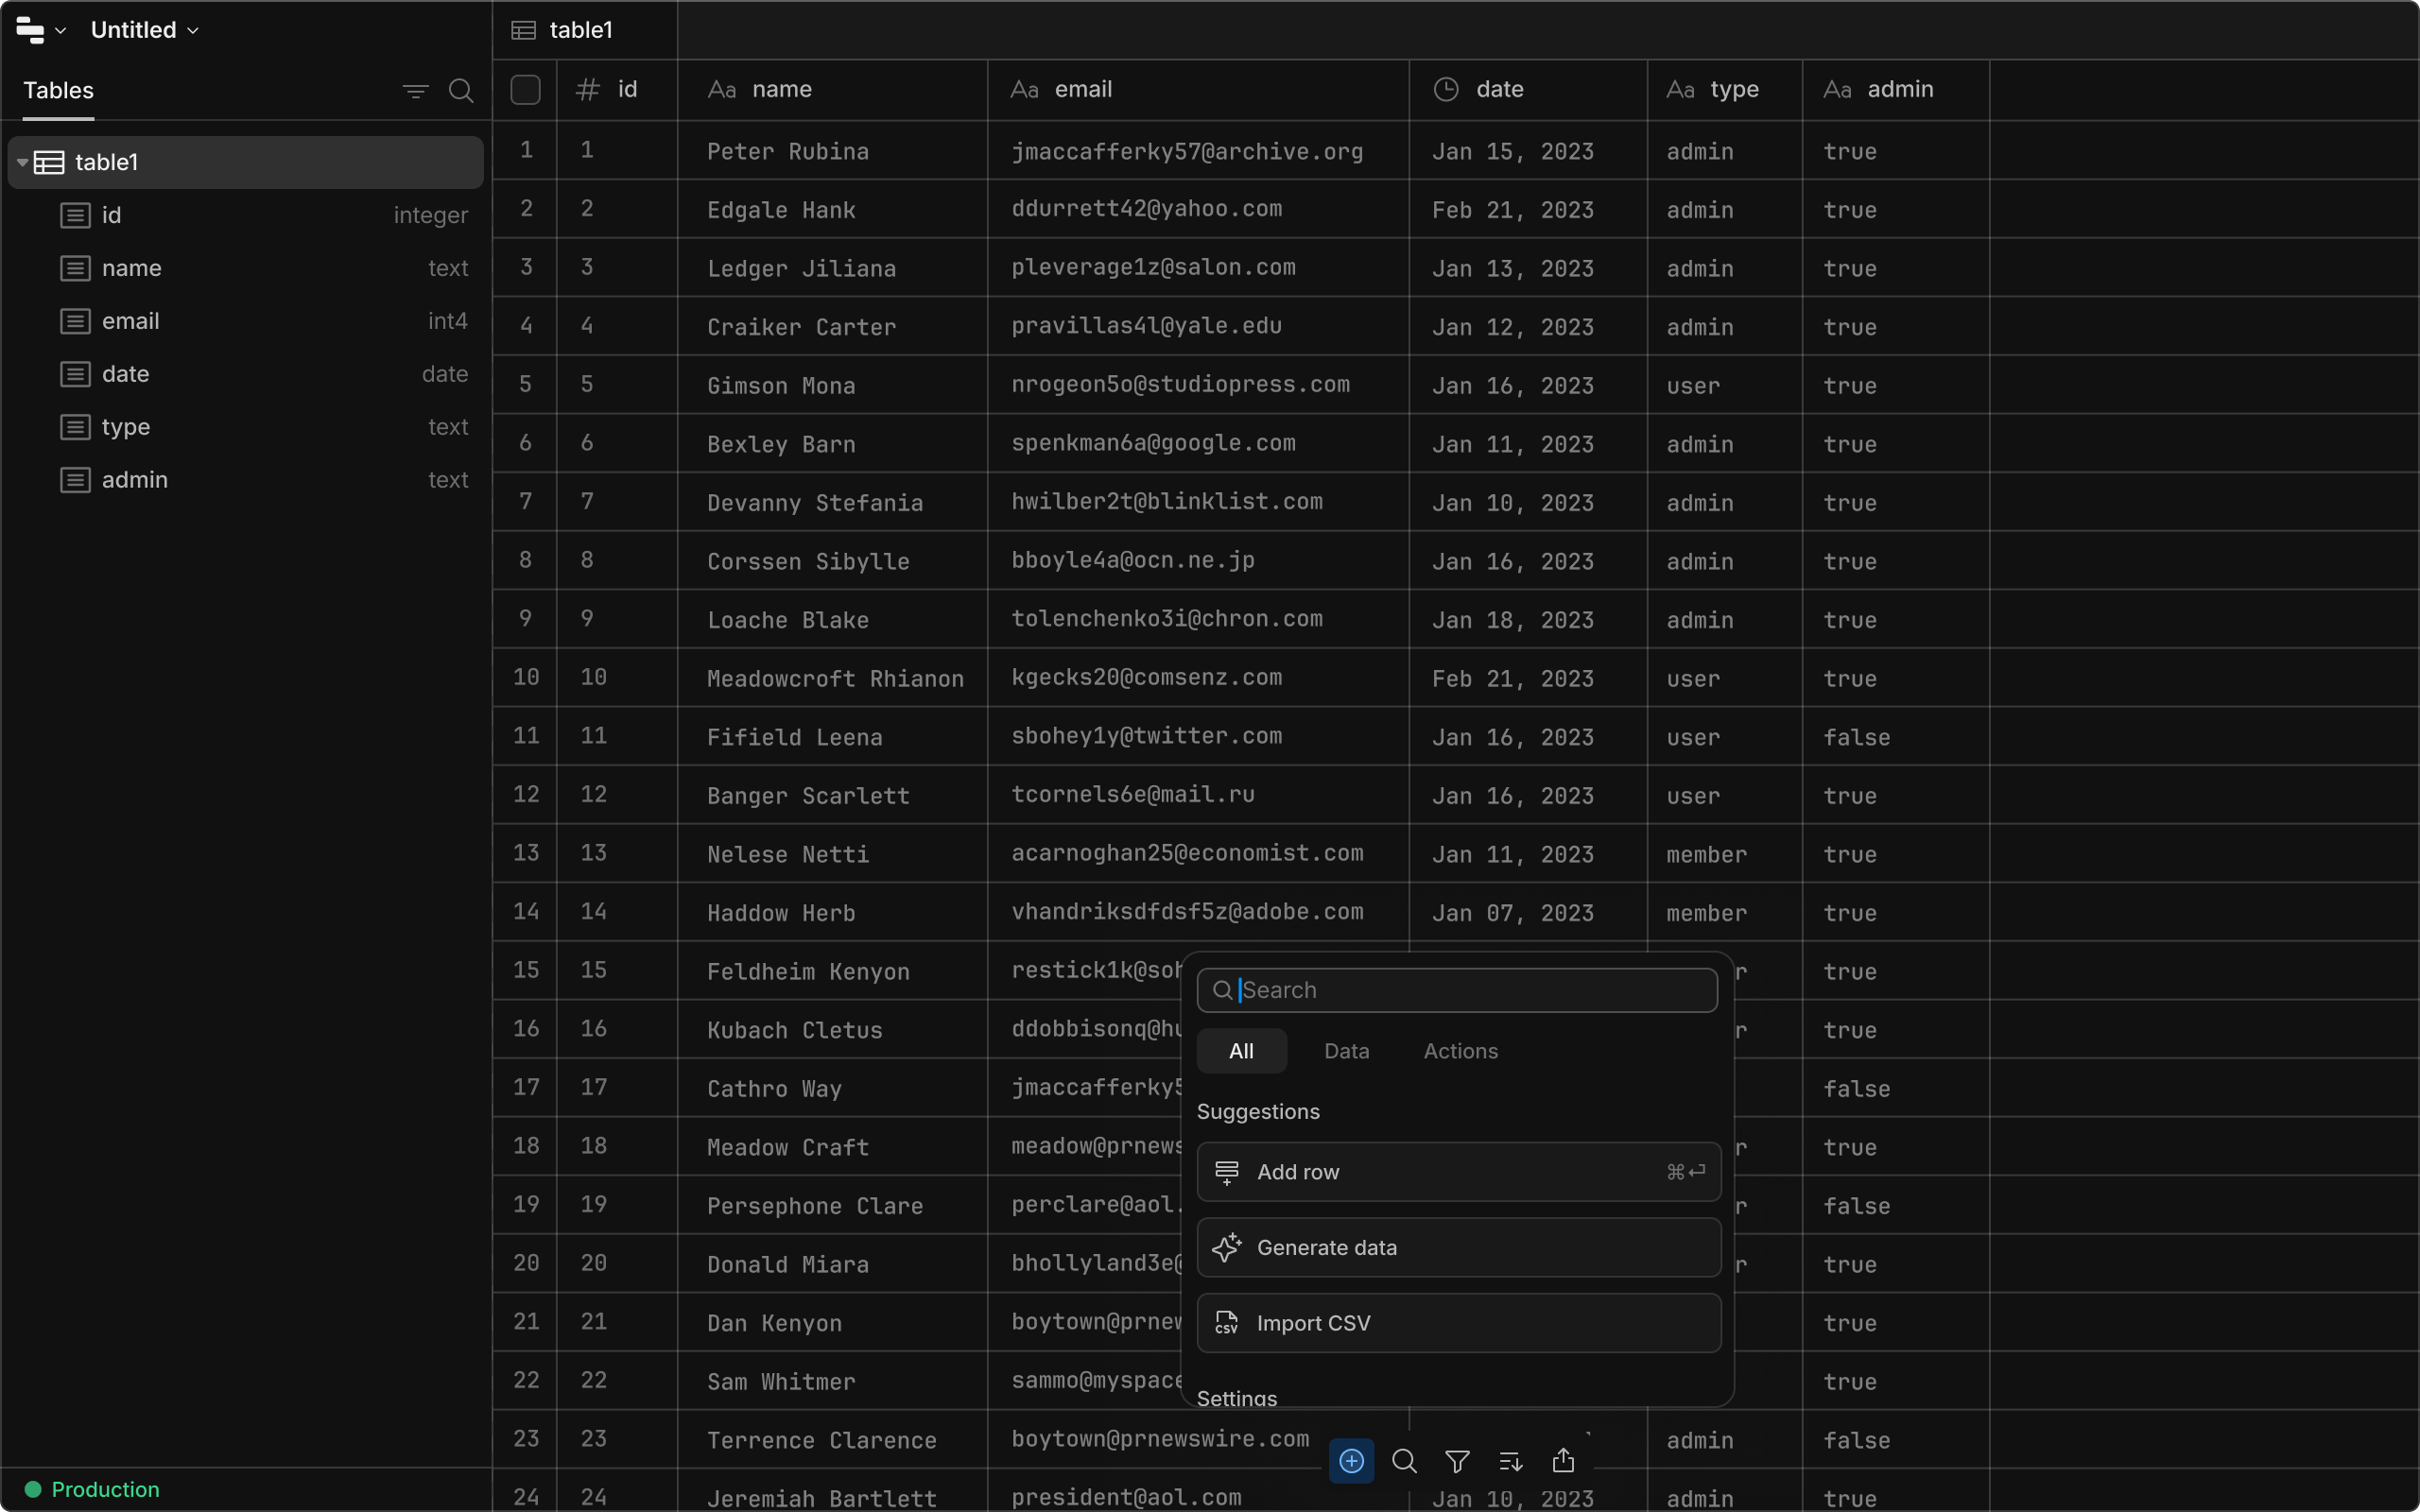 Untitled
Tables
table1
id integer
name text
email int4
date date
type text
admin text
Production
table1
id name email date type admin
1 1 Peter Rubina jmaccafferky57@archive.org Jan 15, 2023 admin true
2 2 Edgale Hank ddurrett42@yahoo.com Feb 21, 2023 admin true
3 3 Ledger Jiliana pleverage1z@salon.com Jan 13, 2023 admin true
4 4 Craiker Carter pravillas4l@yale.edu Jan 12, 2023 admin true
5 5 Gimson Mona nrogeon5o@studiopress.com Jan 16, 2023 user true
6 6 Bexley Barn spenkman6a@google.com Jan 11, 2023 admin true
7 7 Devanny Stefania hwilber2t@blinklist.com Jan 10, 2023 admin true
8 8 Corssen Sibylle bboyle4a@ocn.ne.jp Jan 16, 2023 admin true
9 9 Loache Blake tolenchenko3i@chron.com Jan 18, 2023 admin true
10 10 Meadowcroft Rhianon kgecks20@comsenz.com Feb 21, 2023 user true
11 11 Fifield Leena sbohey1y@twitter.com Jan 16, 2023 user false
12 12 Banger Scarlett tcornels6e@mail.ru Jan 16, 2023 user true
13 13 Nelese Netti acarnoghan25@economist.com Jan 11, 2023 member true
14 14 Haddow Herb vhandriksdfdsf5z@adobe.com Jan 07, 2023 member true
15 15 Feldheim Kenyon restick1k@so r true
16 16 Kubach Cletus ddobbisonq@h r true
17 17 Cathro Way jmaccafferky5 false
18 18 Meadow Craft meadow@prnews r true
19 19 Persephone Clare perclare@aol. r false
20 20 Donald Miara bhollyland3e@ r true
21 21 Dan Kenyon boytown@prnew true
22 22 Sam Whitmer sammo@myspace true
23 23 Terrence Clarence boytown@prnewswire.com admin false
24 24 Jeremiah Bartlett president@aol.com Jan 10, 2023 admin true
Search
All Data Actions
Suggestions
Add row ⌘↵
Generate data
CSV Import CSV
Settings